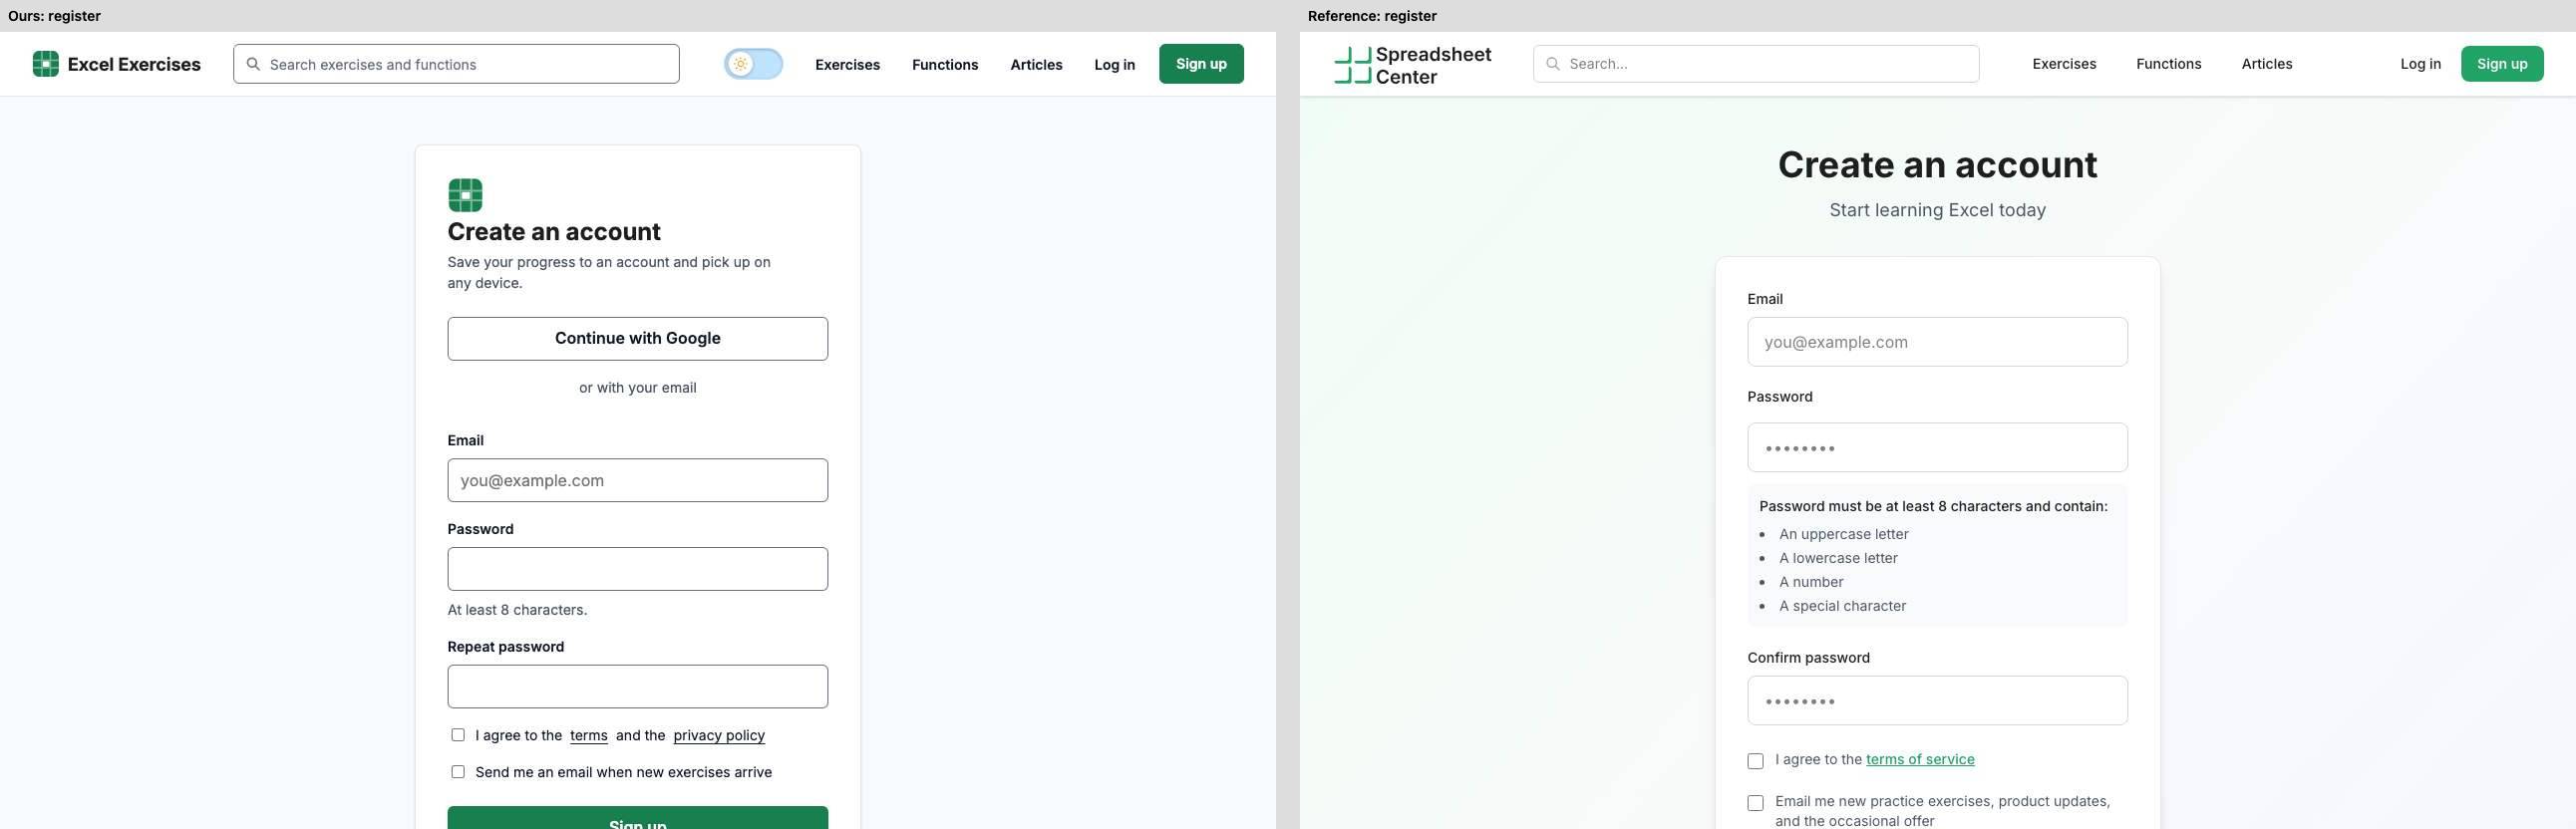 Ours: register
Excel Exercises
Search exercises and functions
Exercises
Functions
Articles
Log in
Sign up
Create an account
Save your progress to an account and pick up on
any device.
Continue with Google
or with your email
Email
you@example.com
Password
At least 8 characters.
Repeat password
I agree to the terms and the privacy policy
Send me an email when new exercises arrive
Sign up
Reference: register
Spreadsheet
Center
Search...
Exercises
Functions
Articles
Log in
Sign up
Create an account
Start learning Excel today
Email
you@example.com
Password
••••••••
Password must be at least 8 characters and contain:
• An uppercase letter
• A lowercase letter
• A number
• A special character
Confirm password
••••••••
I agree to the terms of service
Email me new practice exercises, product updates,
and the occasional offer